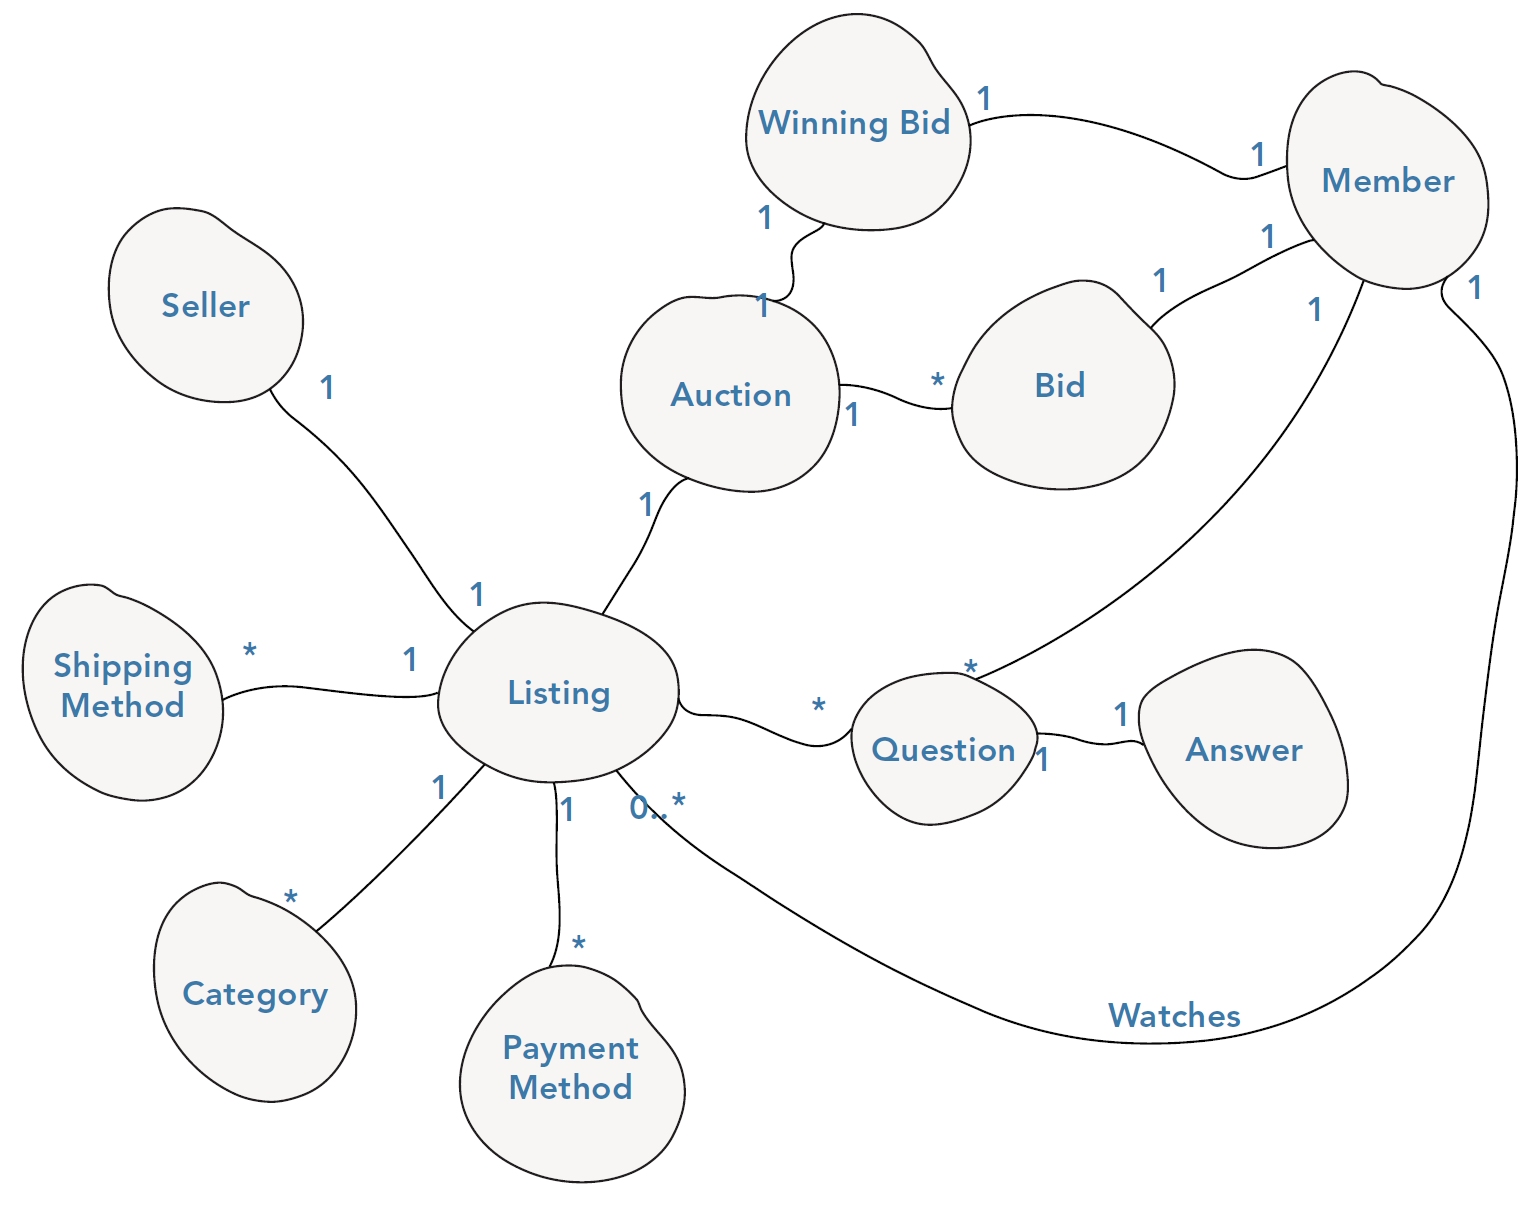 Winning Bid
1
1
Member
1
1
1
1
1
1
Seller
1
1
Auction
*
1
Bid
1
1
Shipping
Method
*
1
Listing
*
*
Question
1
1
Answer
1
*
Category
1
*
Payment
Method
0..*
Watches